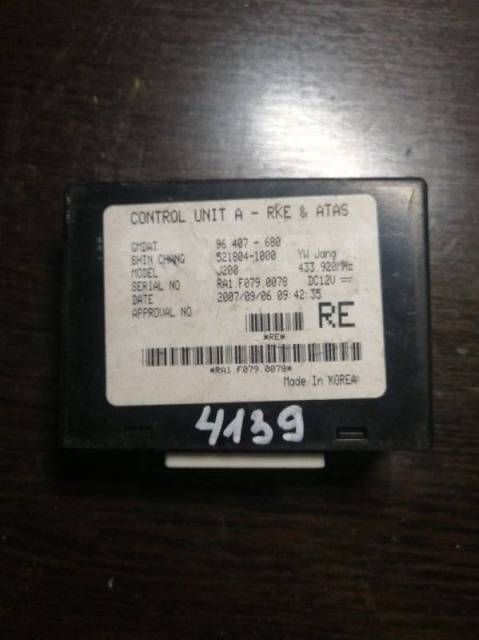 CONTROL UNIT A - RKE & ATAS
GMDAT 96 407 - 680
SHIN CHANG 521804-1000 YW Jang
MODEL J200 433.920MHz
SERIAL NO RA1.F079.0078 DC12V
DATE 2007/09/06 09:42:35
APPROVAL NO
RE
*RE*
*RA1.F079.0078*
Made In KOREA
4139